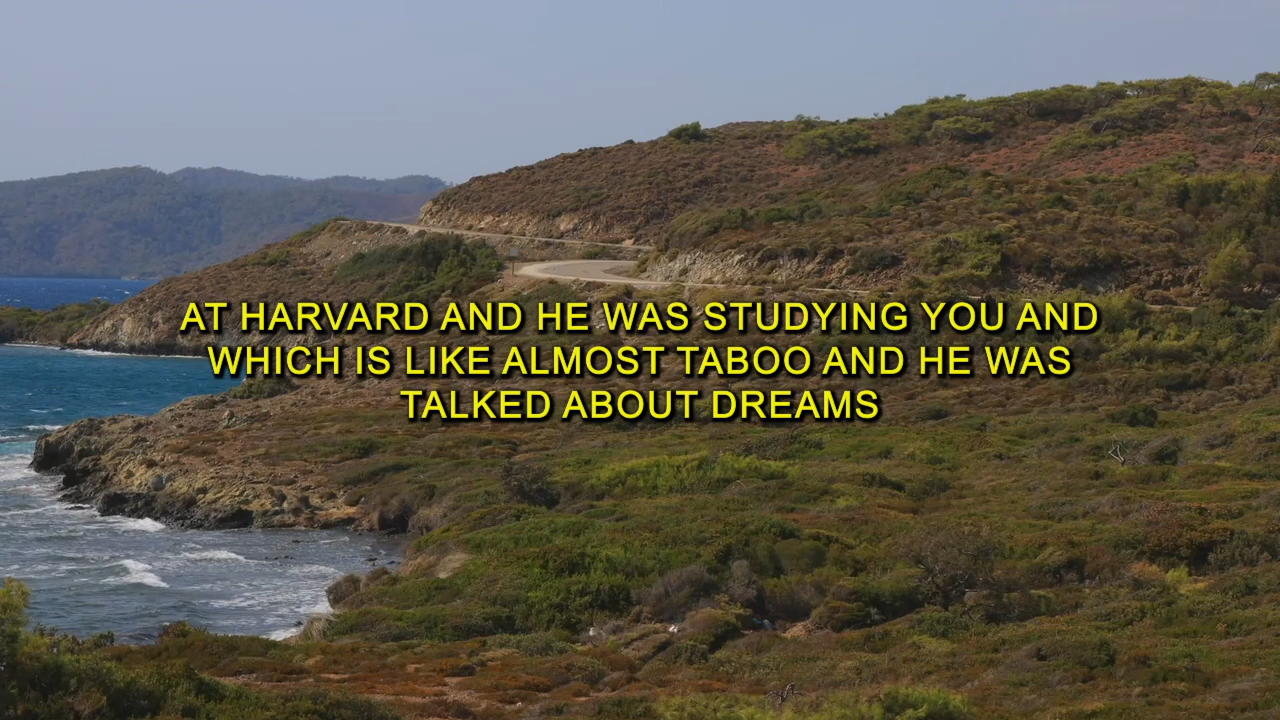 AT HARVARD AND HE WAS STUDYING YOU AND
WHICH IS LIKE ALMOST TABOO AND HE WAS
TALKED ABOUT DREAMS